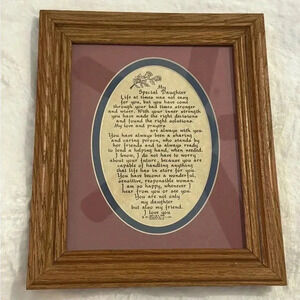 My
Special Daughter
Life at times was not easy
for you, but you have come
through your bad times stronger
and wiser. With your inner strength
you have made the right decisions
and found the right solutions.
My love and prayers
are always with you.
You have always been a sharing
and caring person, who stands by
her friends and is always ready
to lend a helping hand, when needed.
I know, I do not have to worry
about your future, because you are
capable of handling anything
that life has in store for you.
You have become a wonderful,
sensitive, responsible woman.
I am so happy, whenever I
hear from you or see you.
You are not only
my daughter
but also my friend.
I love you